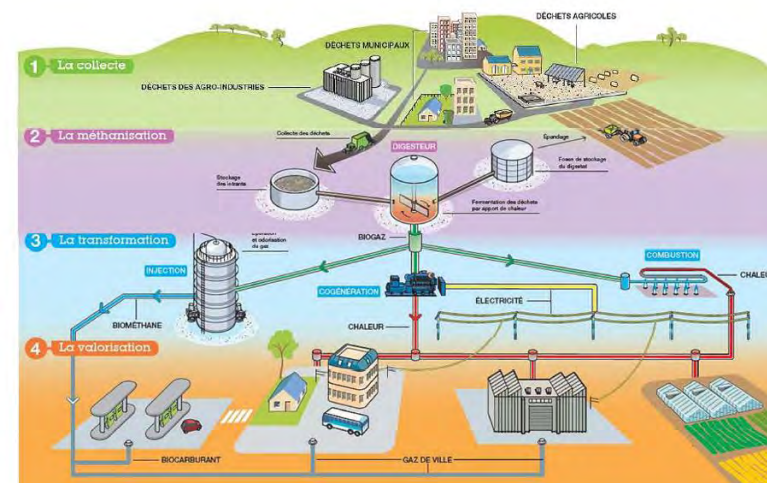 1 La collecte
DÉCHETS MUNICIPAUX
DÉCHETS AGRICOLES
DÉCHETS DES AGRO-INDUSTRIES
2 La méthanisation
Collecte des déchets
DIGESTEUR
Épandage
Stockage
des intrants
Fosse de stockage
du digestat
Fermentation des déchets
par apport de chaleur
3 La transformation
BIOGAZ
et odorisation
du gaz
INJECTION
COGÉNÉRATION
COMBUSTION
CHALEU
ÉLECTRICITÉ
BIOMÉTHANE
CHALEUR
4 La valorisation
BIOCARBURANT
GAZ DE VILLE